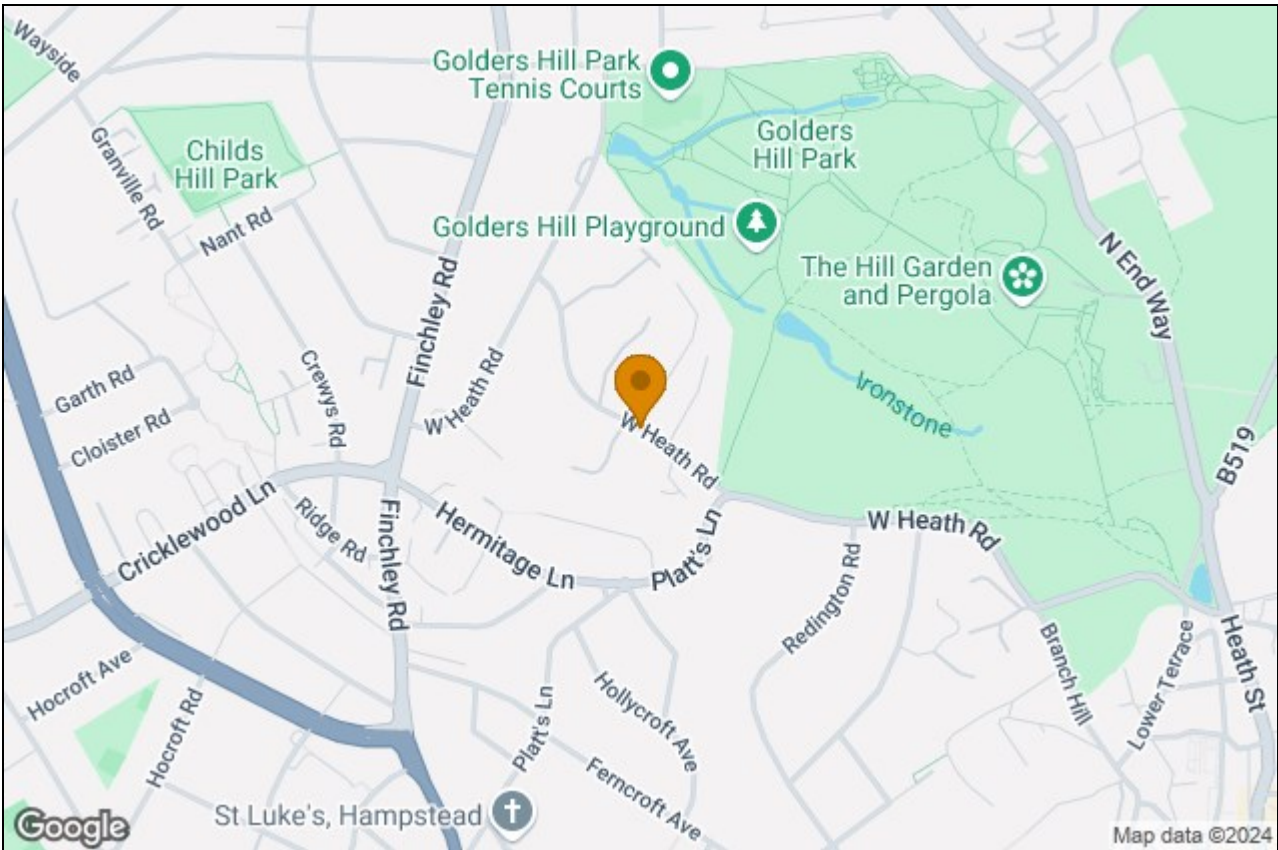 Wayside
Golders Hill Park
Tennis Courts
Childs
Hill Park
Granville Rd
Nant Rd
Golders
Hill Park
Golders Hill Playground
The Hill Garden
and Pergola
N End Way
Finchley Rd
W Heath Rd
Garth Rd
Crewys Rd
Cloister Rd
Ironstone
W Heath Rd
B519
Cricklewood Ln
Ridge Rd
Finchley Rd
Hermitage Ln
Platt's Ln
W Heath Rd
Redington Rd
Branch Hill
Lower Terrace
Heath St
Hocroft Ave
Hocroft Rd
Platt's Ln
Hollycroft Ave
Ferncroft Ave
St Luke's, Hampstead
Google
Map data ©2024